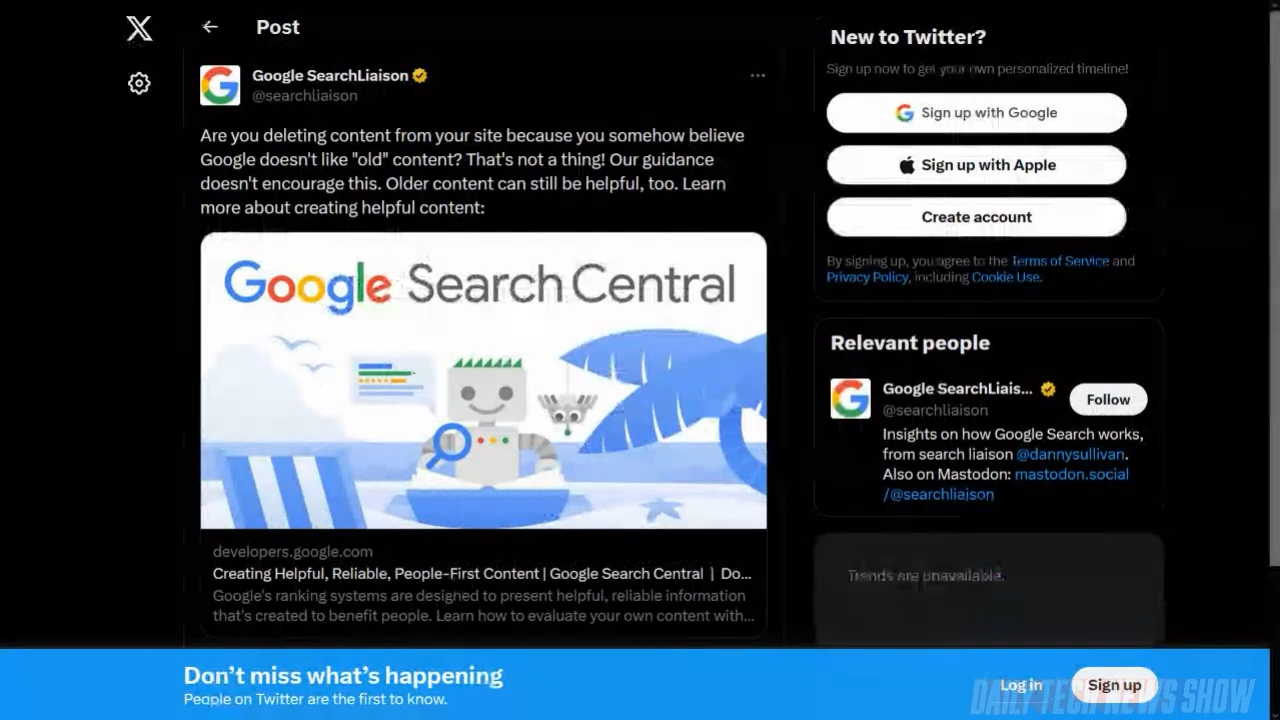 Post
Google SearchLiaison
@searchliaison
Are you deleting content from your site because you somehow believe
Google doesn't like "old" content? That's not a thing! Our guidance
doesn't encourage this. Older content can still be helpful, too. Learn
more about creating helpful content:
Google Search Central
developers.google.com
Creating Helpful, Reliable, People-First Content | Google Search Central | Do...
Google's ranking systems are designed to present helpful, reliable information
that's created to benefit people. Learn how to evaluate your own content with...
New to Twitter?
Sign up now to get your own personalized timeline!
Sign up with Google
Sign up with Apple
Create account
By signing up, you agree to the Terms of Service and
Privacy Policy, including Cookie Use.
Relevant people
Google SearchLiais...
@searchliaison
Follow
Insights on how Google Search works,
from search liaison @dannysullivan.
Also on Mastodon: mastodon.social
/@searchliaison
Trends are unavailable.
Don't miss what's happening
People on Twitter are the first to know.
Log in
Sign up
DAILY TECH NEWS SHOW